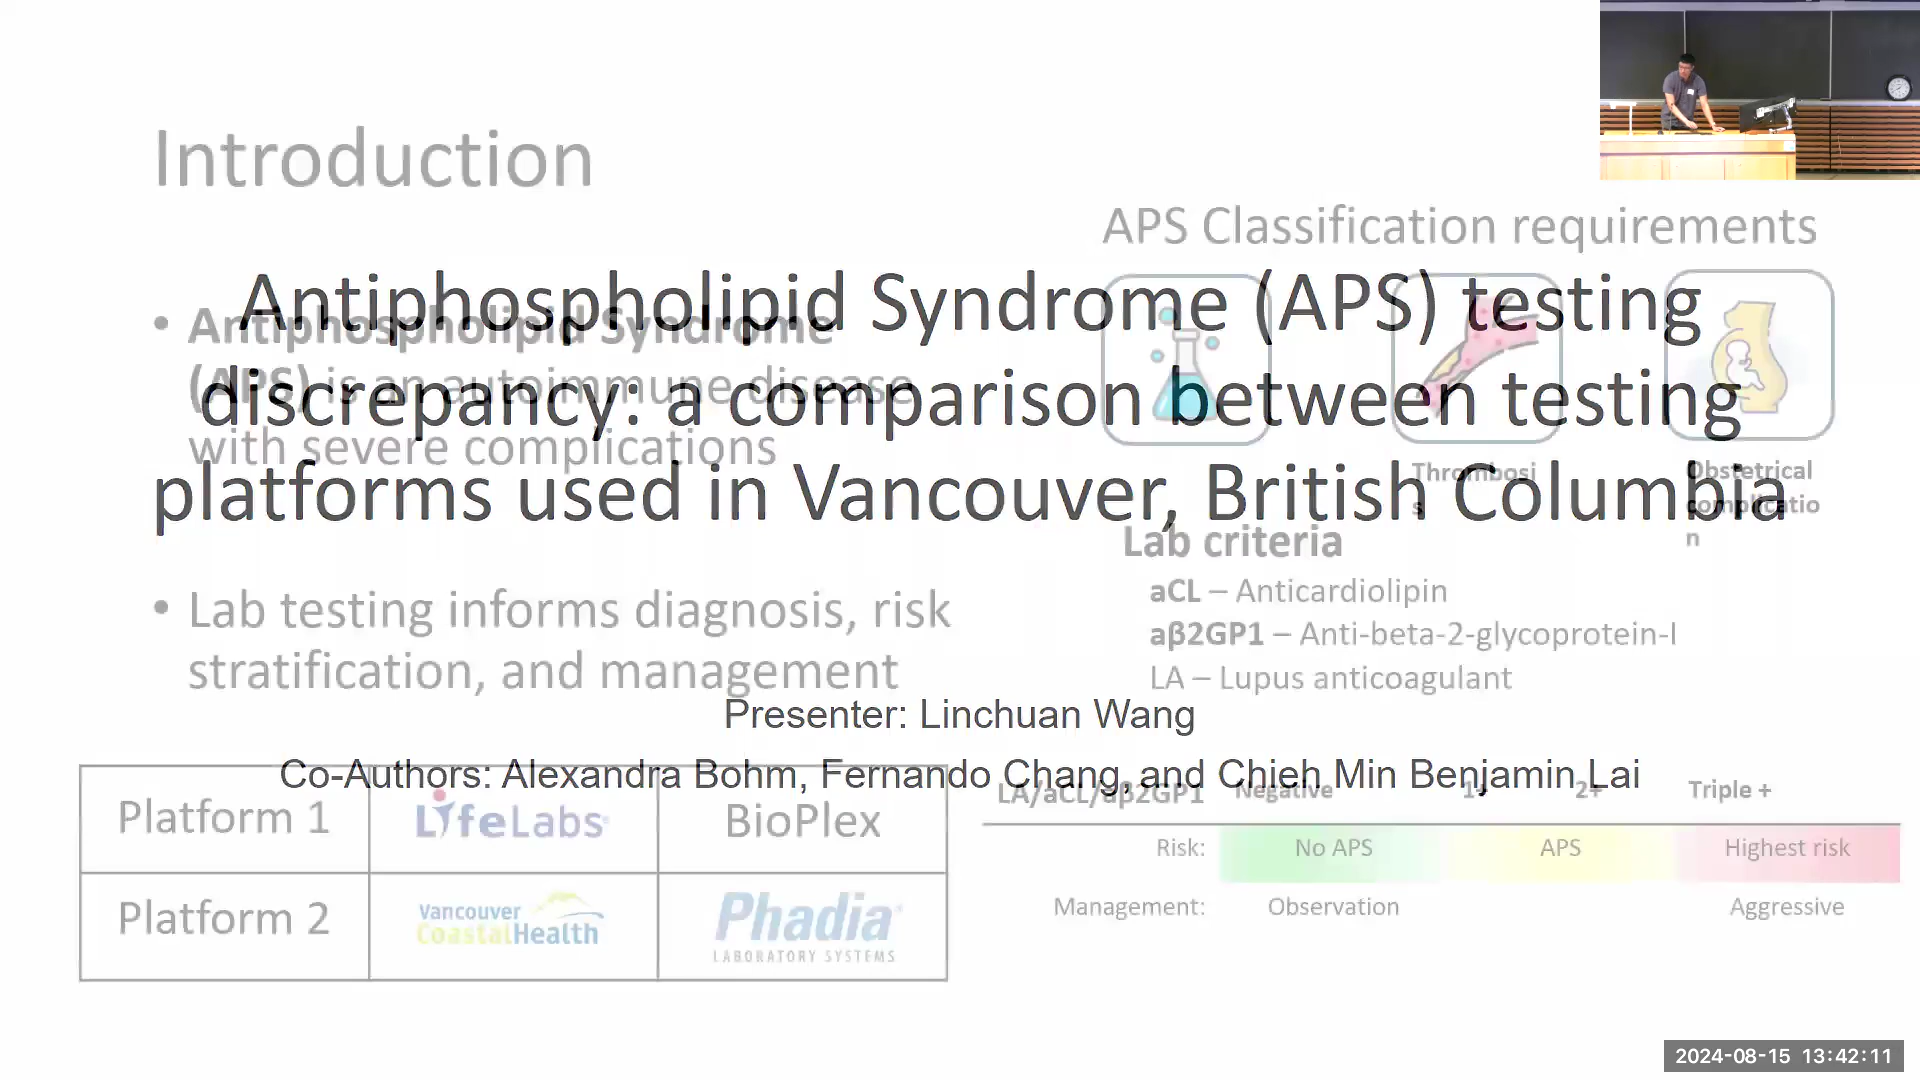 Introduction
APS Classification requirements
Antiphospholipid Syndrome (APS) testing
discrepancy: a comparison between testing
platforms used in Vancouver, British Columbia
• Antiphospholipid Syndrome
(APS) is an autoimmune disease
with severe complications
Thrombosi
s
Obstetrical
complicatio
n
Lab criteria
aCL – Anticardiolipin
aβ2GP1 – Anti-beta-2-glycoprotein-I
LA – Lupus anticoagulant
• Lab testing informs diagnosis, risk
stratification, and management
Presenter: Linchuan Wang
Co-Authors: Alexandra Bohm, Fernando Chang, and Chieh Min Benjamin Lai
Platform 1 LifeLabs BioPlex
Platform 2 Vancouver CoastalHealth Phadia LABORATORY SYSTEMS
LA/aCL/aβ2GP1 Negative 1+ 2+ Triple +
Risk: No APS APS Highest risk
Management: Observation Aggressive
2024-08-15 13:42:11